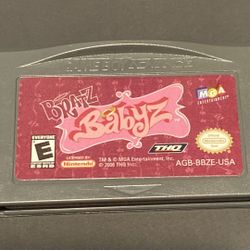 GAME BOY ADVANCE
MGA
ENTERTAINMENT
BRATZ
Babyz
EVERYONE
E
ESRB
LICENSED BY
Nintendo
THQ
TM & © MGA Entertainment, Inc.
© 2006 THQ Inc.
AGB-BBZE-USA